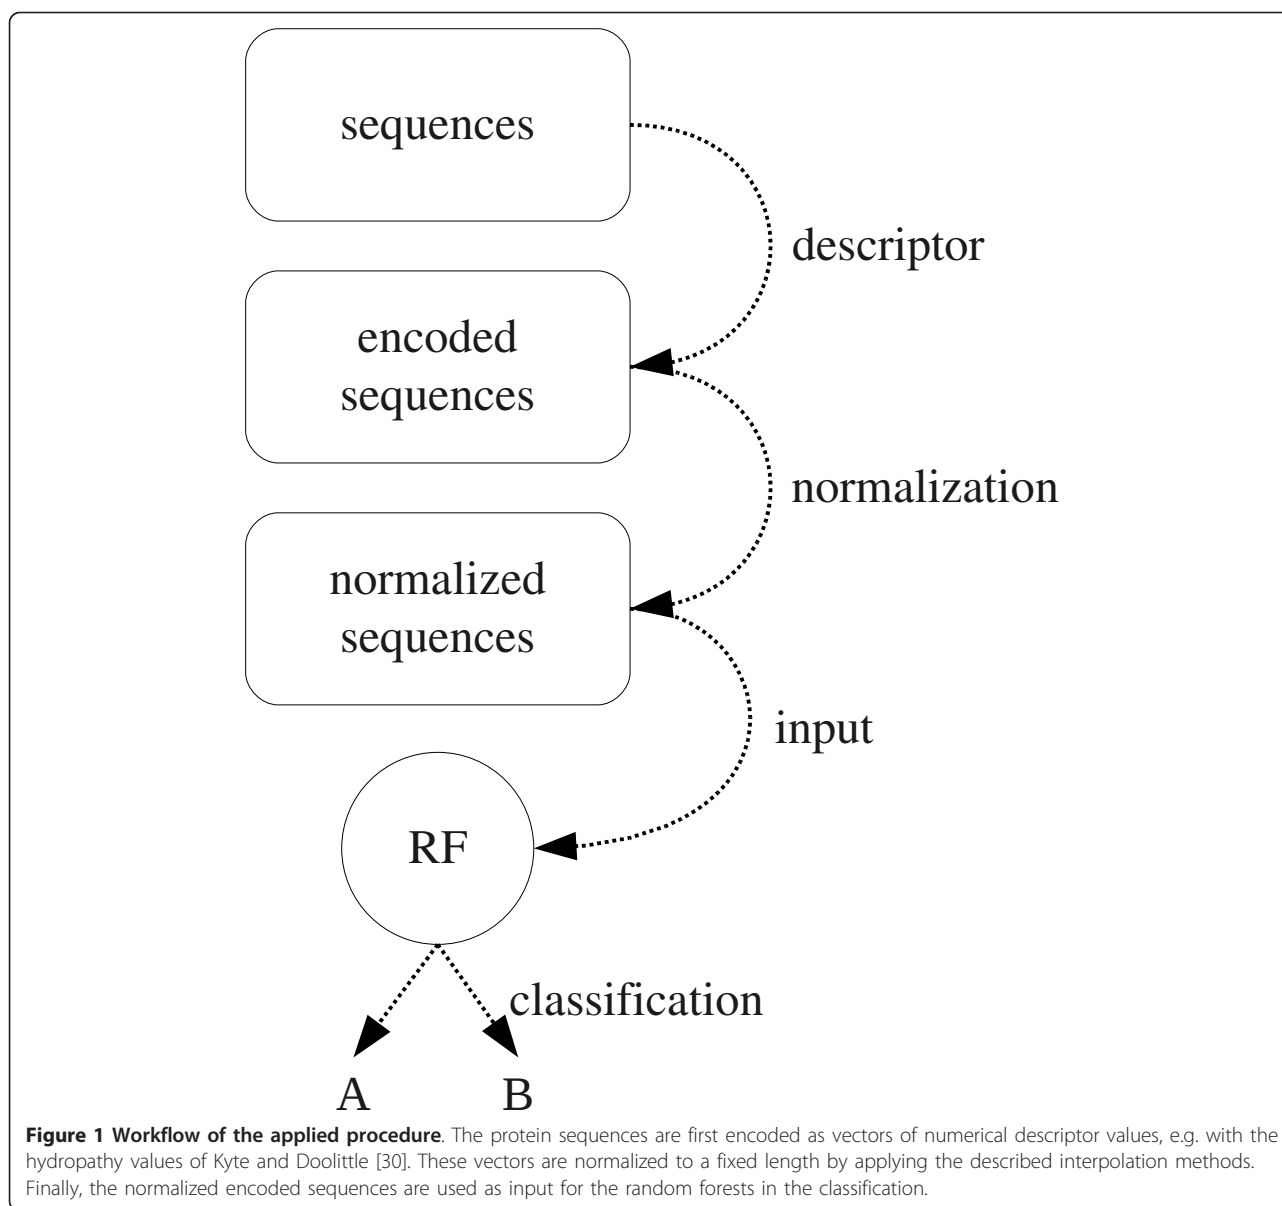 sequences
descriptor
encoded
sequences
normalization
normalized
sequences
input
RF
classification
A B
Figure 1 Workflow of the applied procedure. The protein sequences are first encoded as vectors of numerical descriptor values, e.g. with the
hydropathy values of Kyte and Doolittle [30]. These vectors are normalized to a fixed length by applying the described interpolation methods.
Finally, the normalized encoded sequences are used as input for the random forests in the classification.